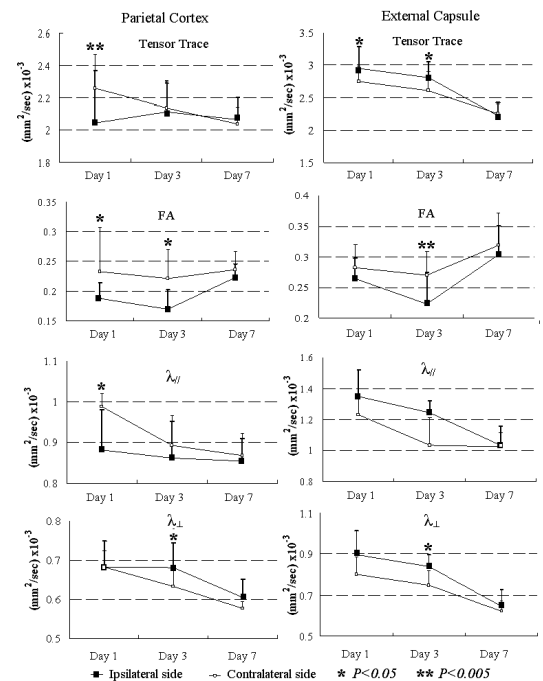 Parietal Cortex
External Capsule
Tensor Trace
2.6
2.4
2.2
2
1.8
(mm²/sec) x10⁻³
**
Day 1
Day 3
Day 7
Tensor Trace
3.5
3
2.5
2
1.5
(mm²/sec) x10⁻³
*
*
Day 1
Day 3
Day 7
FA
0.35
0.3
0.25
0.2
0.15
*
*
Day 1
Day 3
Day 7
FA
0.4
0.35
0.3
0.25
0.2
**
Day 1
Day 3
Day 7
λ//
1.1
1
0.9
0.8
(mm²/sec) x10⁻³
*
Day 1
Day 3
Day 7
λ//
1.6
1.4
1.2
1
0.8
(mm²/sec) x10⁻³
Day 1
Day 3
Day 7
λ⊥
0.8
0.7
0.6
0.5
(mm²/sec) x10⁻³
*
Day 1
Day 3
Day 7
λ⊥
1.1
0.9
0.7
0.5
(mm²/sec) x10⁻³
*
Day 1
Day 3
Day 7
Ipsilateral side Contralateral side * P<0.05 ** P<0.005